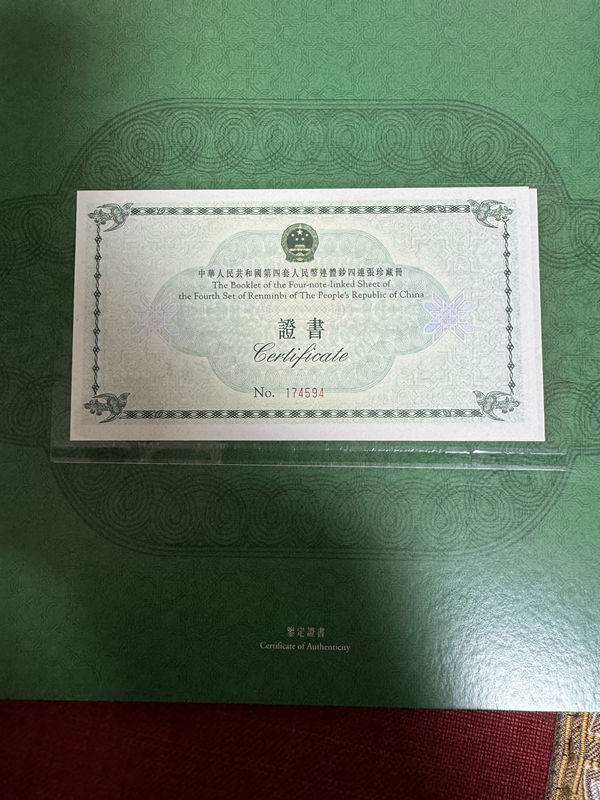 中華人民共和國第四套人民幣連體鈔四連張珍藏冊
The Booklet of the Four-note-linked Sheet of
the Fourth Set of Renminbi of The People's Republic of China
證書
Certificate
No. 174594
鑒定證書
Certificate of Authenticity